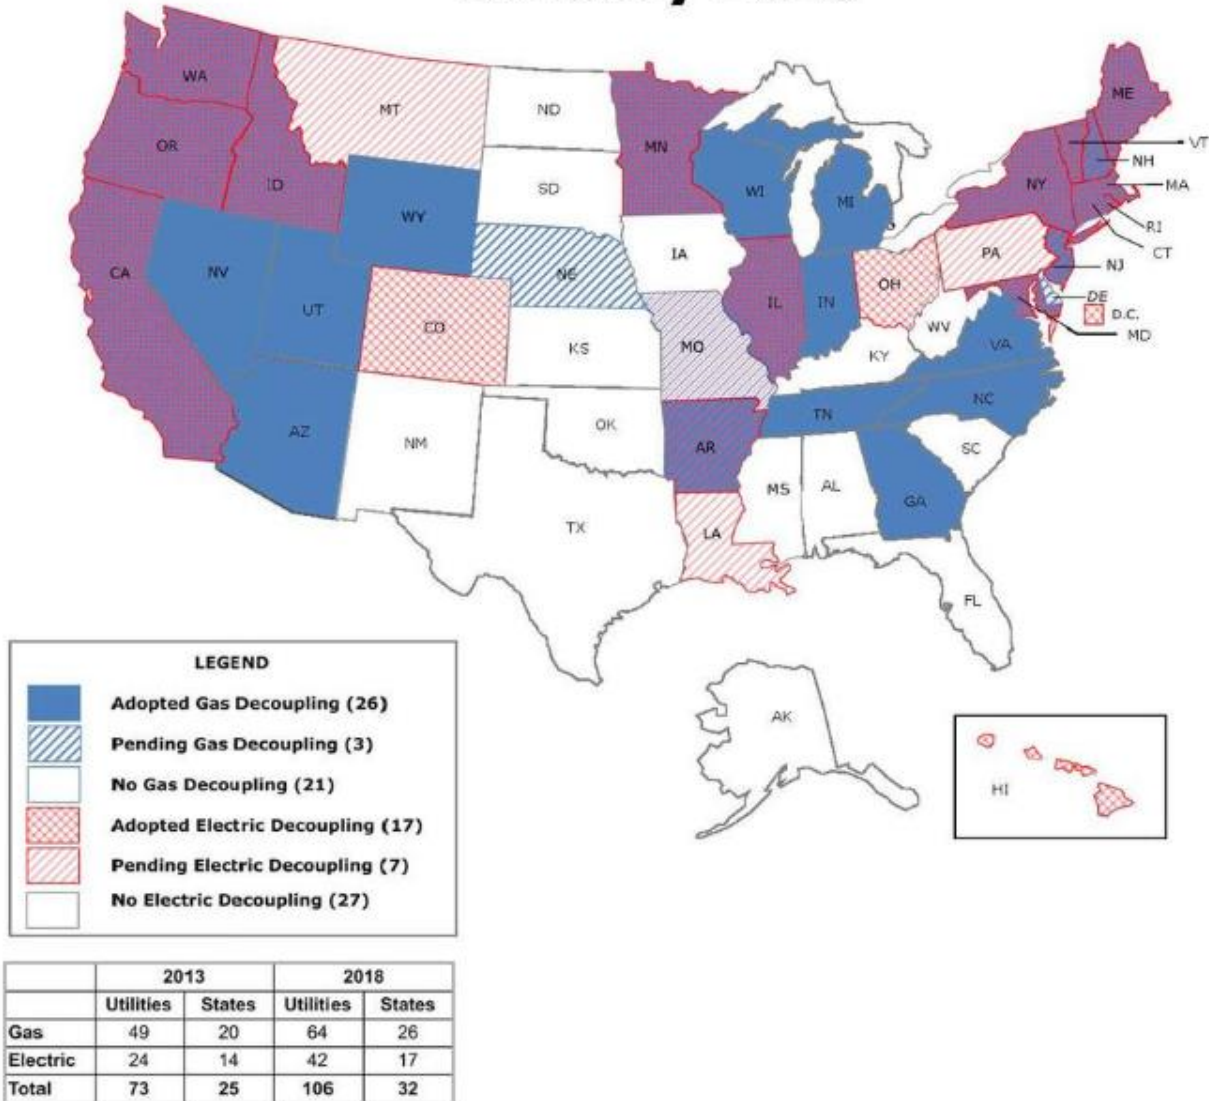 WA
MT
ND
ME
OR
MN
VT
ID
SD
WI
NH
NY
MA
WY
MI
RI
IA
PA
CT
CA
NV
NJ
OH
DE
UT
IL
IN
D.C.
CO
WV
MD
KS
MO
KY
VA
AZ
NC
TN
OK
NM
AR
SC
MS
AL
GA
TX
LA
FL
AK
HI
LEGEND
Adopted Gas Decoupling (26)
Pending Gas Decoupling (3)
No Gas Decoupling (21)
Adopted Electric Decoupling (17)
Pending Electric Decoupling (7)
No Electric Decoupling (27)
2013 2018
Utilities States Utilities States
Gas 49 20 64 26
Electric 24 14 42 17
Total 73 25 106 32